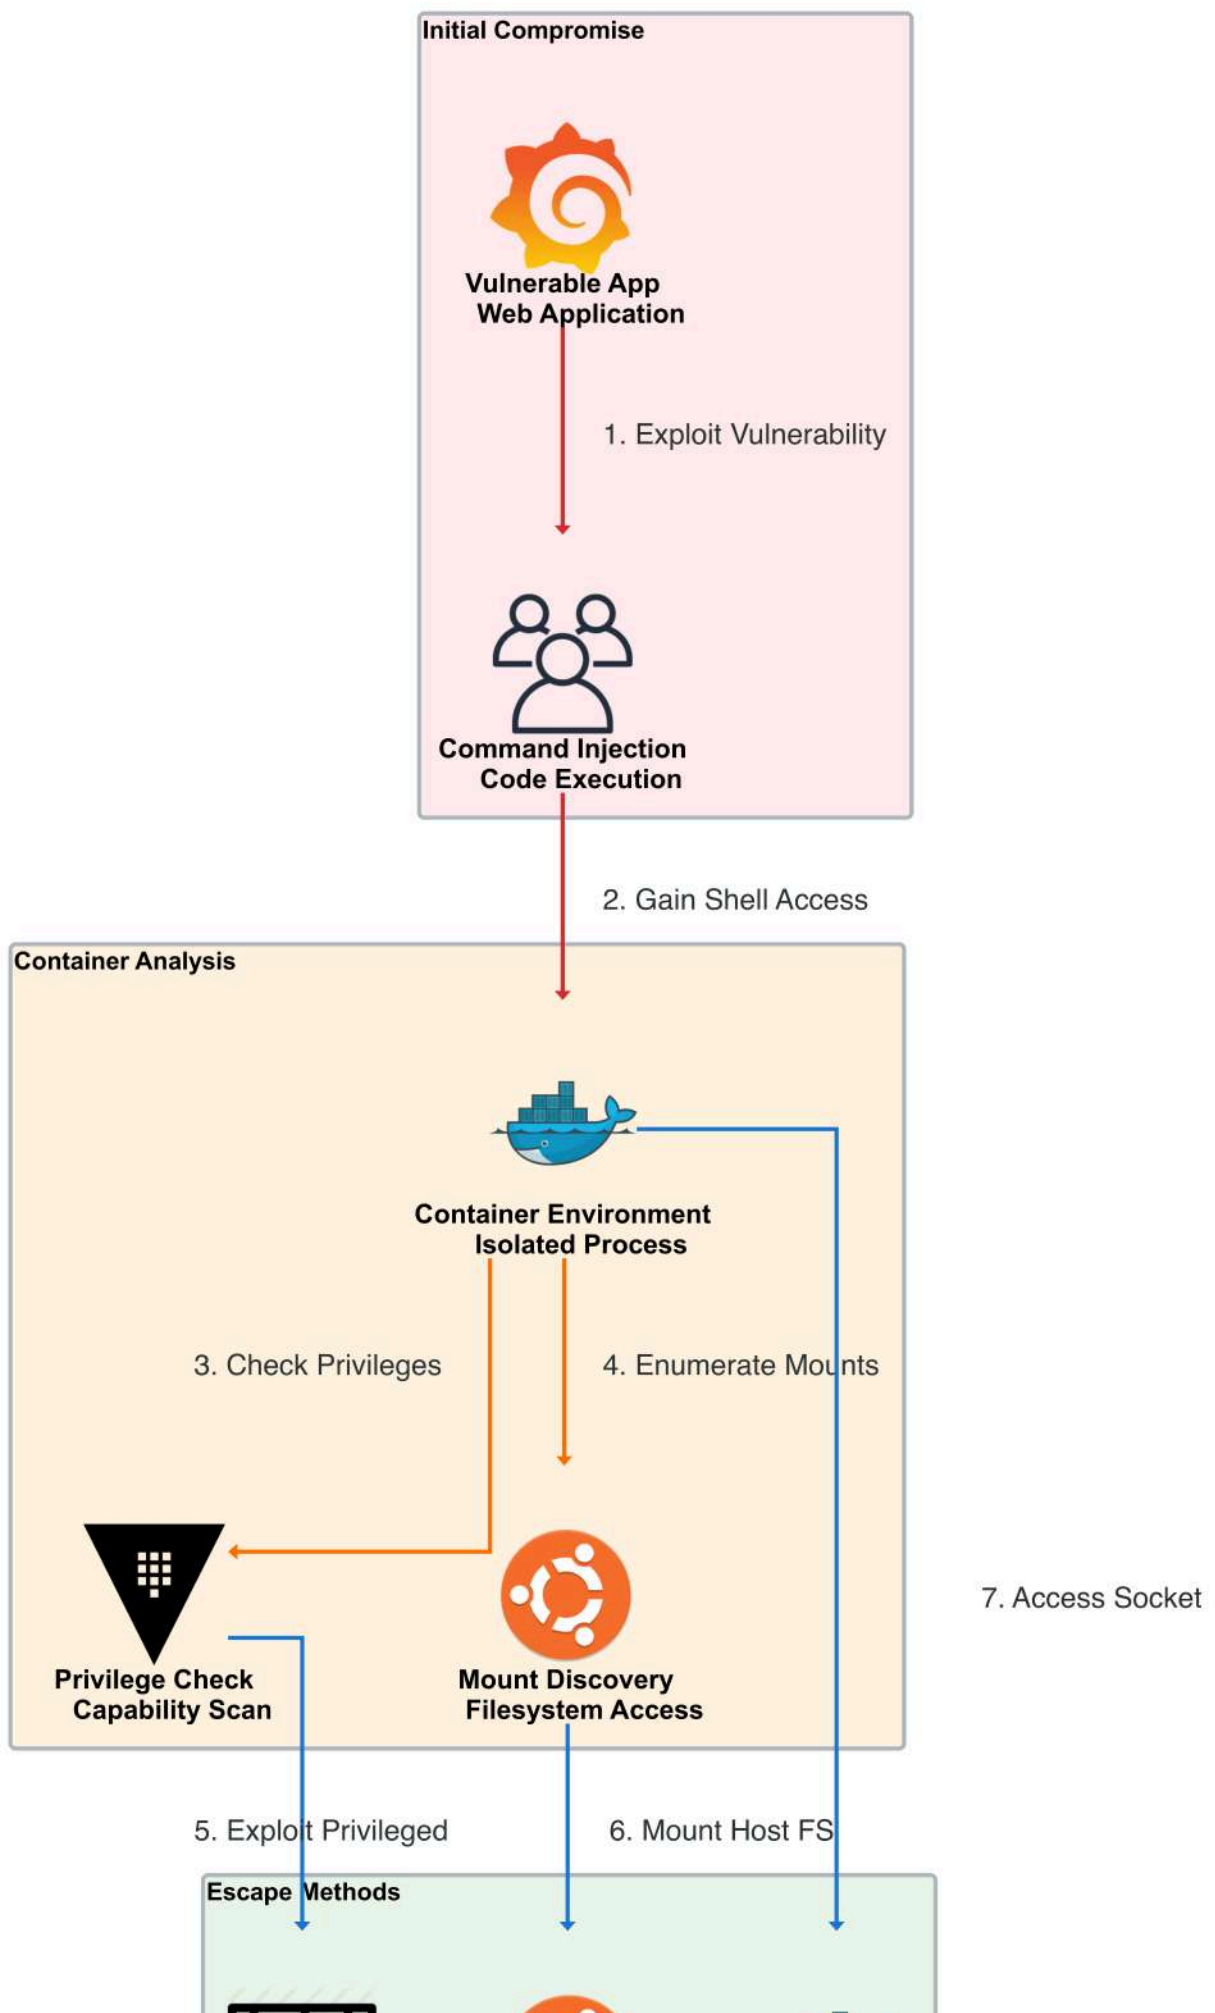 Initial Compromise
Vulnerable App
Web Application
1. Exploit Vulnerability
Command Injection
Code Execution
2. Gain Shell Access
Container Analysis
Container Environment
Isolated Process
3. Check Privileges
4. Enumerate Mounts
7. Access Socket
Privilege Check
Capability Scan
Mount Discovery
Filesystem Access
5. Exploit Privileged
6. Mount Host FS
Escape Methods